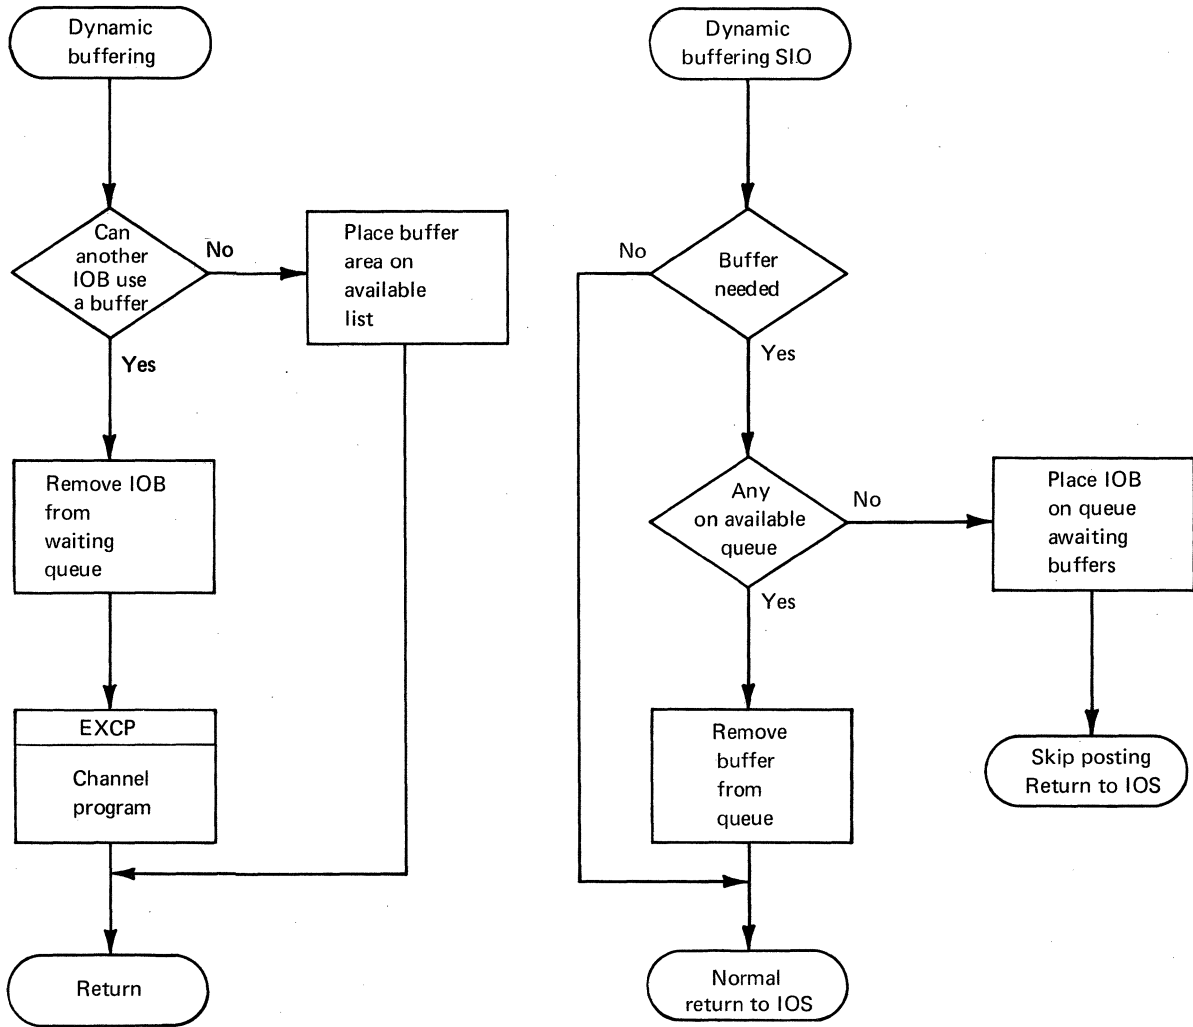 Dynamic
buffering
Can
another
IOB use
a buffer
No
Place buffer
area on
available
list
Yes
Remove IOB
from
waiting
queue
EXCP
Channel
program
Return
Dynamic
buffering SIO
Buffer
needed
No
Yes
Any
on available
queue
No
Place IOB
on queue
awaiting
buffers
Yes
Remove
buffer
from
queue
Skip posting
Return to IOS
Normal
return to IOS